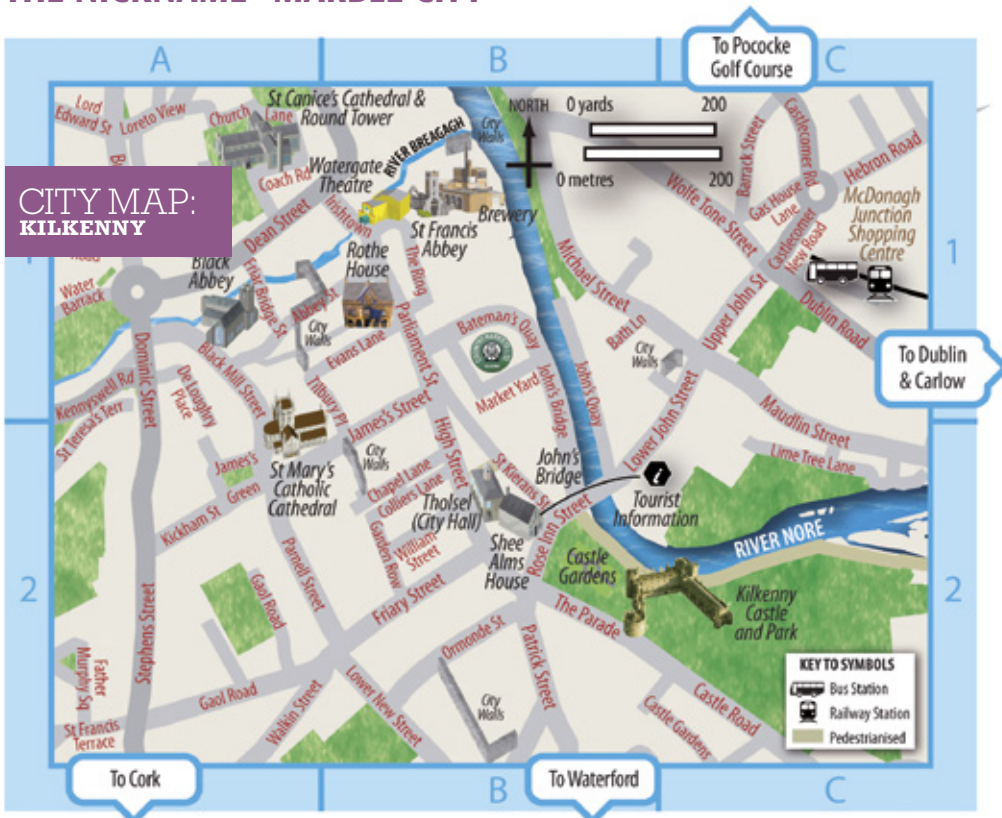 A
B
C
To Pococke
Golf Course
Lord
Edward St
Loreto View
Church
Lane
St Canice's Cathedral &
Round Tower
Coach Rd
Watergate
Theatre
RIVER BREAGAGH
City
Walls
NORTH
0 yards
200
0 metres
200
Castlecomer Rd
Barrack Street
Hebron Road
Wolfe Tone Street
Gas House
Lane
Castlecomer
New Road
McDonagh
Junction
Shopping
Centre
CITY MAP:
KILKENNY
Dean Street
Irishtown
St Francis
Abbey
Brewery
1
Black
Abbey
Friar Bridge St
Abbey St
Rothe
House
The Ring
Michael Street
Upper John St
Dublin Road
Water
Barrack
City
Walls
Evans Lane
Parliament St
Bateman's Quay
Bath Ln
City
Walls
To Dublin
& Carlow
Dominic Street
Black Mill Street
De Loughry
Place
Tilbury Pl
Market Yard
John's Bridge
John's Quay
Kennyswell Rd
St Teresa's Terr
James's Street
High Street
Lower John Street
Maudlin Street
Lime Tree Lane
James's
Green
St Mary's
Catholic
Cathedral
City
Walls
Chapel Lane
Colliers Lane
Tholsel
(City Hall)
St Kierans St
John's
Bridge
Tourist
Information
Kickham St
Garden Row
William
Street
Shee
Alms
House
Rose Inn Street
Castle
Gardens
RIVER NORE
2
2
Gaol Road
Parnell Street
Friary Street
The Parade
Kilkenny
Castle
and Park
Stephens Street
Ormonde St
Patrick Street
Father
Murphy Sq
St Francis
Terrace
Gaol Road
Walkin Street
Lower New Street
City
Walls
Castle Road
Castle Gardens
KEY TO SYMBOLS
Bus Station
Railway Station
Pedestrianised
To Cork
B
To Waterford
C